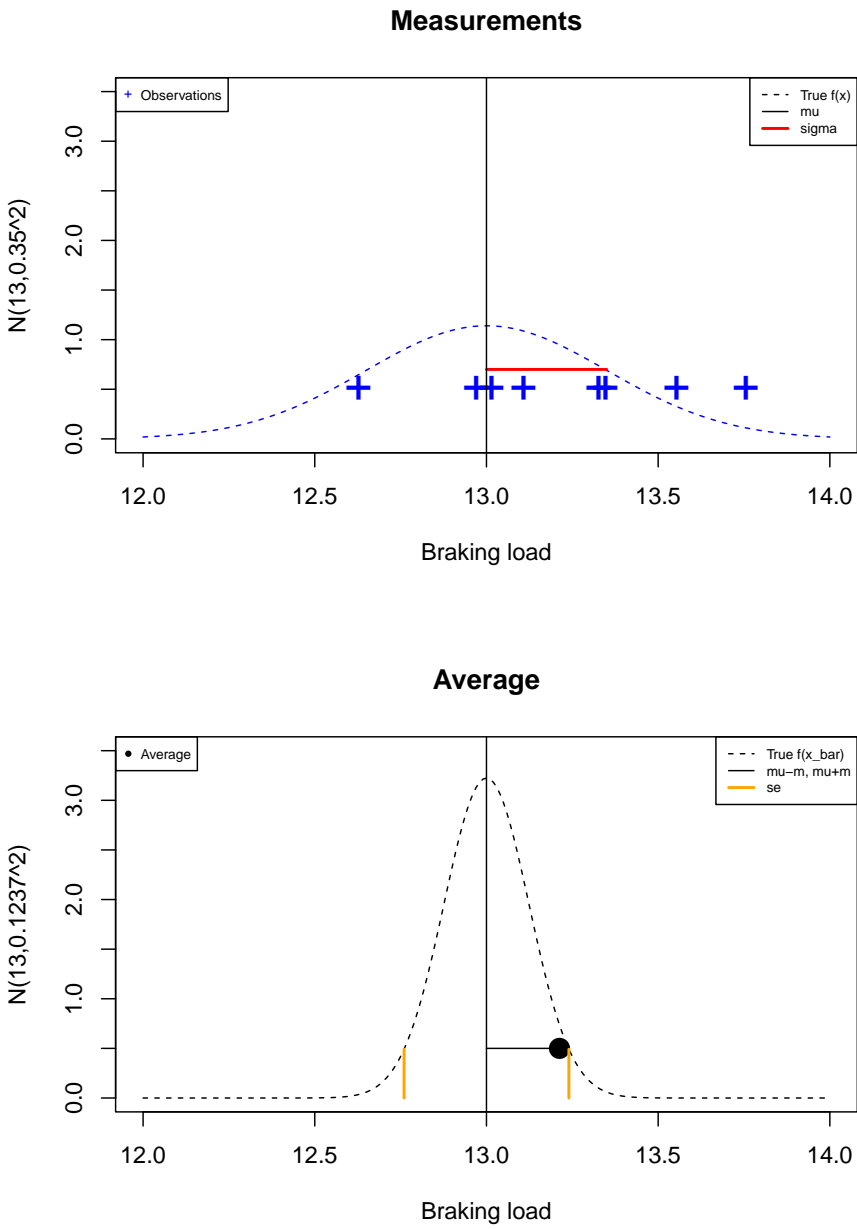 Measurements
+ Observations
True f(x)
mu
sigma
N(13,0.35^2)
0.0 1.0 2.0 3.0
12.0 12.5 13.0 13.5 14.0
Braking load
Average
Average
True f(x_bar)
mu−m, mu+m
se
N(13,0.1237^2)
0.0 1.0 2.0 3.0
12.0 12.5 13.0 13.5 14.0
Braking load